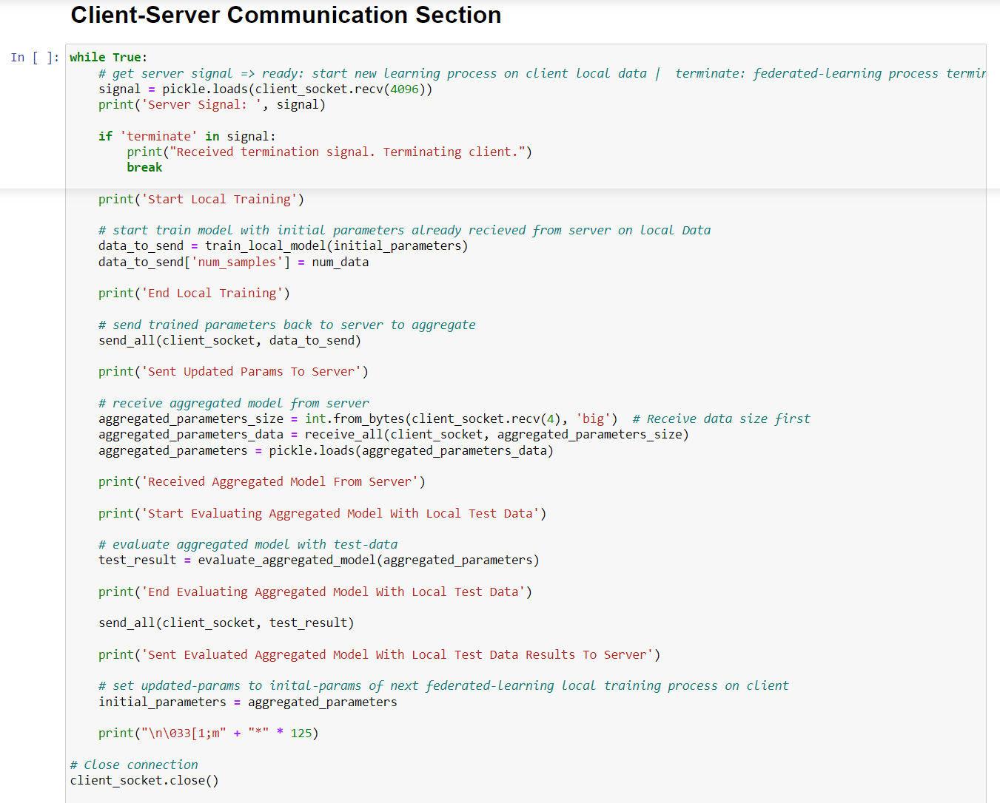 Client-Server Communication Section
In [ ]: while True:
# get server signal => ready: start new learning process on client local data |  terminate: federated-learning process
signal = pickle.loads(client_socket.recv(4096))
print('Server Signal: ', signal)
if 'terminate' in signal:
print("Received termination signal. Terminating client.")
break
print('Start Local Training')
# start train model with initial parameters already recieved from server on local Data
data_to_send = train_local_model(initial_parameters)
data_to_send['num_samples'] = num_data
print('End Local Training')
# send trained parameters back to server to aggregate
send_all(client_socket, data_to_send)
print('Sent Updated Params To Server')
# receive aggregated model from server
aggregated_parameters_size = int.from_bytes(client_socket.recv(4), 'big')  # Receive data size first
aggregated_parameters_data = receive_all(client_socket, aggregated_parameters_size)
aggregated_parameters = pickle.loads(aggregated_parameters_data)
print('Received Aggregated Model From Server')
print('Start Evaluating Aggregated Model With Local Test Data')
# evaluate aggregated model with test-data
test_result = evaluate_aggregated_model(aggregated_parameters)
print('End Evaluating Aggregated Model With Local Test Data')
send_all(client_socket, test_result)
print('Sent Evaluated Aggregated Model With Local Test Data Results To Server')
# set updated-params to inital-params of next federated-learning local training process on client
initial_parameters = aggregated_parameters
print("\n\033[1;m" + "*" * 125)
# Close connection
client_socket.close()